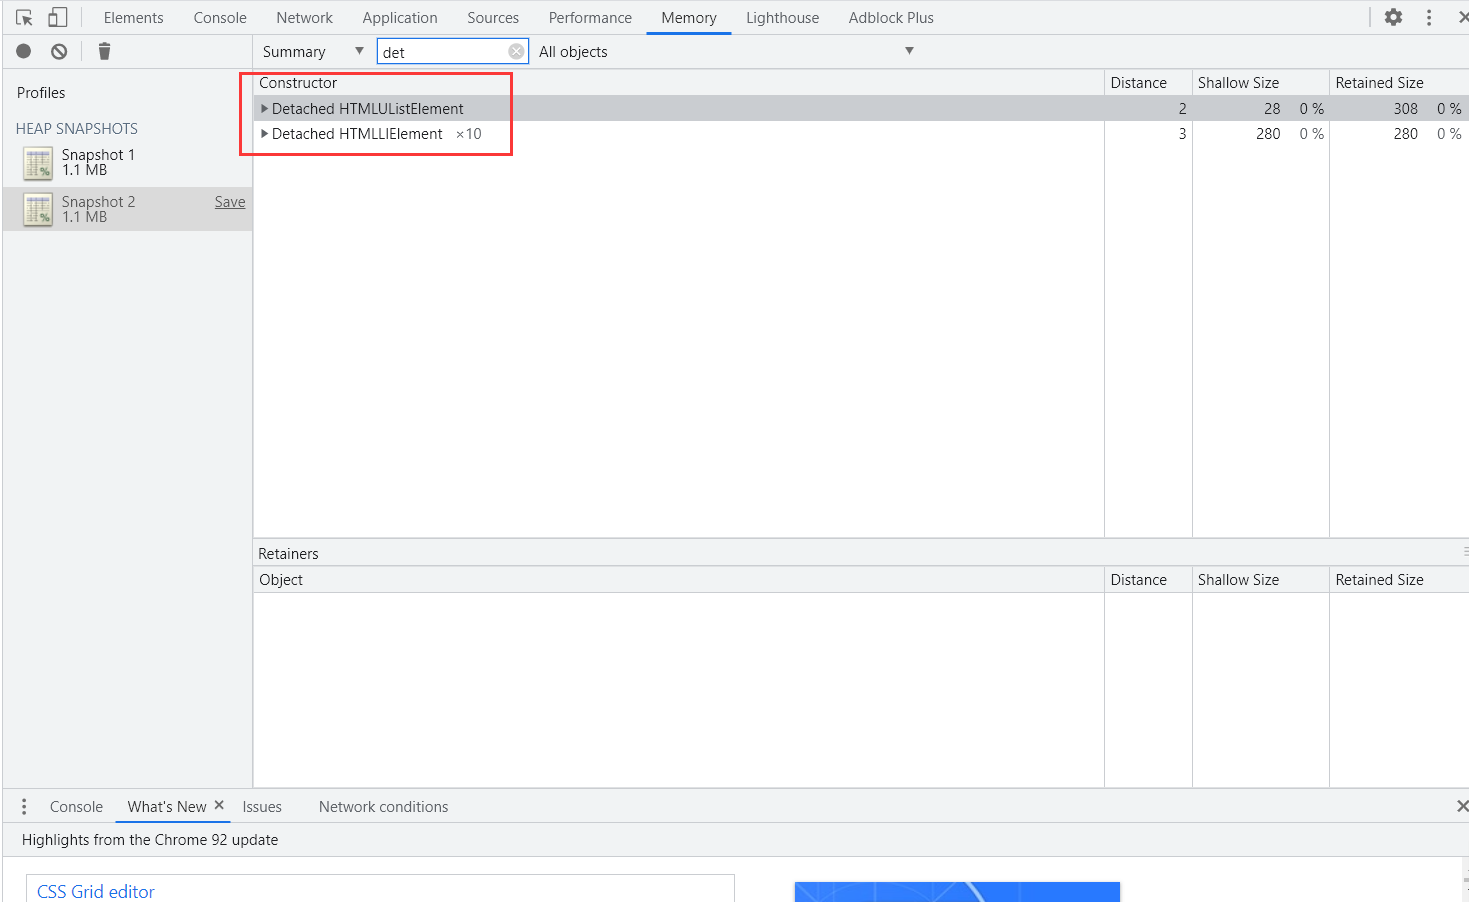 Elements Console Network Application Sources Performance Memory Lighthouse Adblock Plus
Summary det All objects
Profiles
HEAP SNAPSHOTS
Snapshot 1
1.1 MB
Snapshot 2 Save
1.1 MB
Constructor Distance Shallow Size Retained Size
Detached HTMLUListElement 2 28 0 % 308 0 %
Detached HTMLLIElement ×10 3 280 0 % 280 0 %
Retainers
Object Distance Shallow Size Retained Size
Console What's New Issues Network conditions
Highlights from the Chrome 92 update
CSS Grid editor